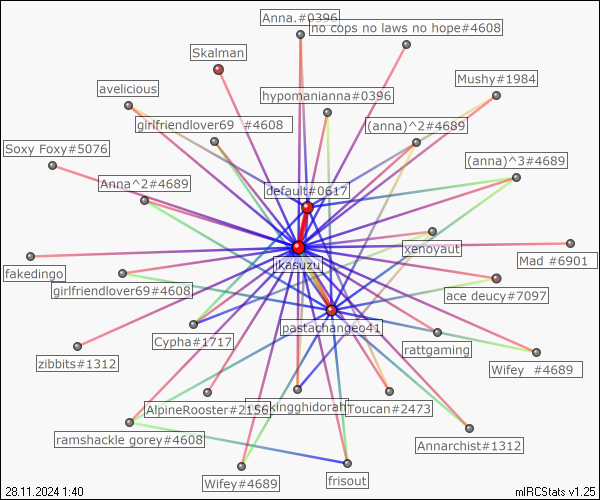 Anna.#0396
no cops no laws no hope#4608
Skalman
Mushy#1984
avelicious
hypomanianna#0396
girlfriendlover69 #4608
(anna)^2#4689
Soxy Foxy#5076
(anna)^3#4689
Anna^2#4689
default#0617
xenoyaut
Mad #6901
ikasuzu
fakedingo
girlfriendlover69#4608
ace deucy#7097
pastachangeo41
Cypha#1717
rattgaming
zibbits#1312
Wifey #4689
AlpineRooster#2156
kingghidorah
Toucan#2473
ramshackle gorey#4608
Annarchist#1312
Wifey#4689
frisout
28.11.2024 1:40
mIRCStats v1.25